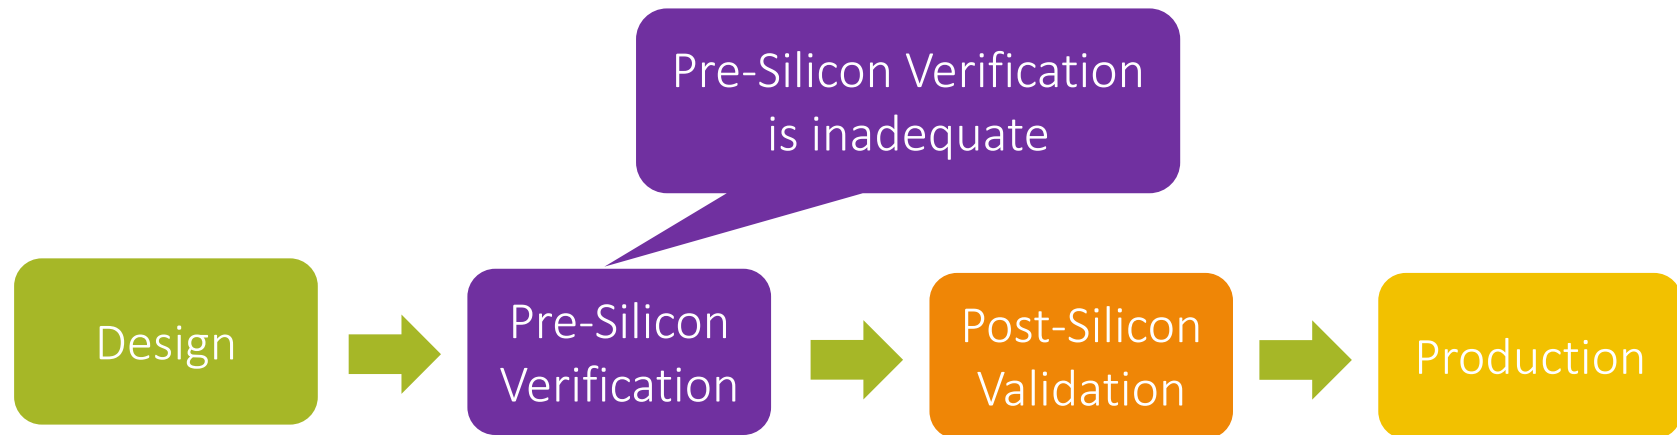 Pre-Silicon Verification
is inadequate
Design
Pre-Silicon
Verification
Post-Silicon
Validation
Production